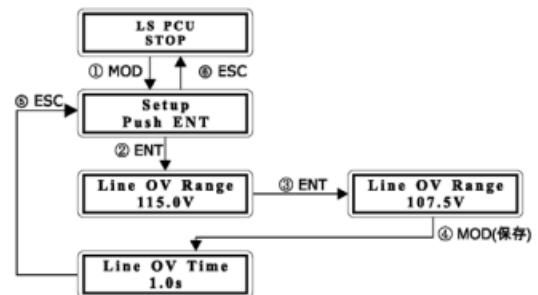 LS PCU
STOP
① MOD
⑥ ESC
⑤ ESC
Setup
Push ENT
② ENT
Line OV Range
115.0V
③ ENT
Line OV Range
107.5V
④ MOD(保存)
Line OV Time
1.0s